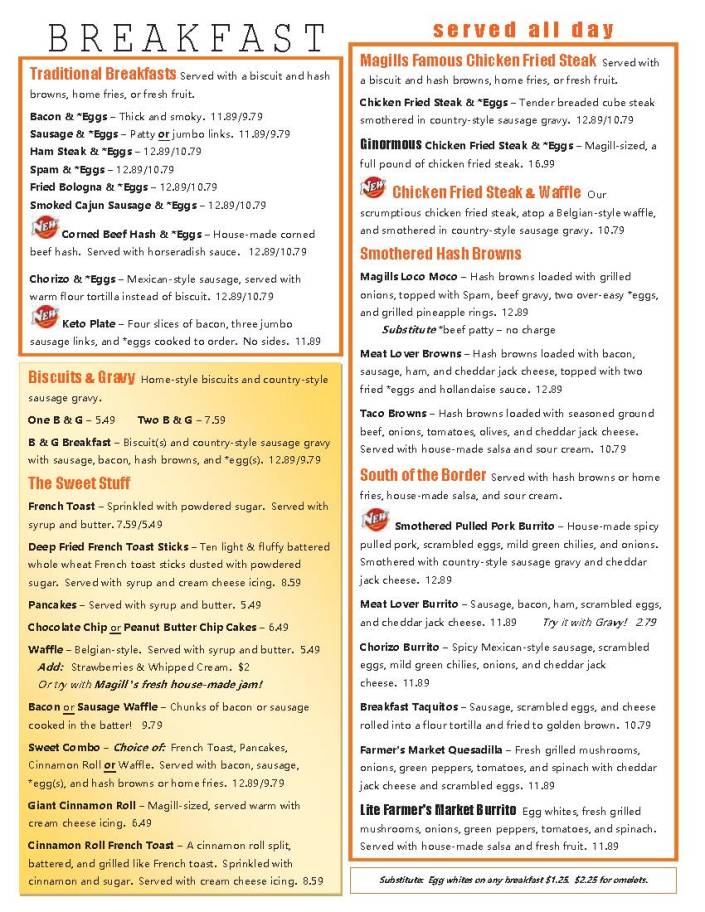 BREAKFAST
Traditional Breakfasts Served with a biscuit and hash
browns, home fries, or fresh fruit.
Bacon & *Eggs – Thick and smoky. 11.89/9.79
Sausage & *Eggs – Patty or jumbo links. 11.89/9.79
Ham Steak & *Eggs – 12.89/10.79
Spam & *Eggs – 12.89/10.79
Fried Bologna & *Eggs – 12.89/10.79
Smoked Cajun Sausage & *Eggs – 12.89/10.79
NEW Corned Beef Hash & *Eggs – House-made corned
beef hash. Served with horseradish sauce. 12.89/10.79
Chorizo & *Eggs – Mexican-style sausage, served with
warm flour tortilla instead of biscuit. 12.89/10.79
NEW Keto Plate – Four slices of bacon, three jumbo
sausage links, and *eggs cooked to order. No sides. 11.89
Biscuits & Gravy Home-style biscuits and country-style
sausage gravy.
One B & G – 5.49 Two B & G – 7.59
B & G Breakfast – Biscuit(s) and country-style sausage gravy
with sausage, bacon, hash browns, and *egg(s). 12.89/9.79
The Sweet Stuff
French Toast – Sprinkled with powdered sugar. Served with
syrup and butter. 7.59/5.49
Deep Fried French Toast Sticks – Ten light & fluffy battered
whole wheat French toast sticks dusted with powdered
sugar. Served with syrup and cream cheese icing. 8.59
Pancakes – Served with syrup and butter. 5.49
Chocolate Chip or Peanut Butter Chip Cakes – 6.49
Waffle – Belgian-style. Served with syrup and butter. 5.49
Add: Strawberries & Whipped Cream. $2
Or try with Magill's fresh house-made jam!
Bacon or Sausage Waffle – Chunks of bacon or sausage
cooked in the batter! 9.79
Sweet Combo – Choice of: French Toast, Pancakes,
Cinnamon Roll or Waffle. Served with bacon, sausage,
*egg(s), and hash browns or home fries. 12.89/9.79
Giant Cinnamon Roll – Magill-sized, served warm with
cream cheese icing. 6.49
Cinnamon Roll French Toast – A cinnamon roll split,
battered, and grilled like French toast. Sprinkled with
cinnamon and sugar. Served with cream cheese icing. 8.59
served all day
Magills Famous Chicken Fried Steak Served with
a biscuit and hash browns, home fries, or fresh fruit.
Chicken Fried Steak & *Eggs – Tender breaded cube steak
smothered in country-style sausage gravy. 12.89/10.79
Ginormous Chicken Fried Steak & *Eggs – Magill-sized, a
full pound of chicken fried steak. 16.99
NEW Chicken Fried Steak & Waffle Our
scrumptious chicken fried steak, atop a Belgian-style waffle,
and smothered in country-style sausage gravy. 10.79
Smothered Hash Browns
Magills Loco Moco – Hash browns loaded with grilled
onions, topped with Spam, beef gravy, two over-easy *eggs,
and grilled pineapple rings. 12.89
Substitute *beef patty – no charge
Meat Lover Browns – Hash browns loaded with bacon,
sausage, ham, and cheddar jack cheese, topped with two
fried *eggs and hollandaise sauce. 12.89
Taco Browns – Hash browns loaded with seasoned ground
beef, onions, tomatoes, olives, and cheddar jack cheese.
Served with house-made salsa and sour cream. 10.79
South of the Border Served with hash browns or home
fries, house-made salsa, and sour cream.
NEW Smothered Pulled Pork Burrito – House-made spicy
pulled pork, scrambled eggs, mild green chilies, and onions.
Smothered with country-style sausage gravy and cheddar
jack cheese. 12.89
Meat Lover Burrito – Sausage, bacon, ham, scrambled eggs,
and cheddar jack cheese. 11.89 Try it with Gravy! 2.79
Chorizo Burrito – Spicy Mexican-style sausage, scrambled
eggs, mild green chilies, onions, and cheddar jack
cheese. 11.89
Breakfast Taquitos – Sausage, scrambled eggs, and cheese
rolled into a flour tortilla and fried to golden brown. 10.79
Farmer's Market Quesadilla – Fresh grilled mushrooms,
onions, green peppers, tomatoes, and spinach with cheddar
jack cheese and scrambled eggs. 11.89
Lite Farmer's Market Burrito Egg whites, fresh grilled
mushrooms, onions, green peppers, tomatoes, and spinach.
Served with house-made salsa and fresh fruit. 11.89
Substitute: Egg whites on any breakfast $1.25. $2.25 for omelets.